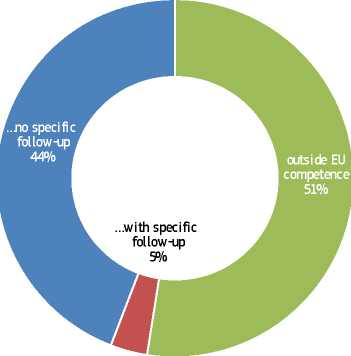 ...no specific
follow-up
44%
outside EU
competence
51%
...with specific
follow-up
5%